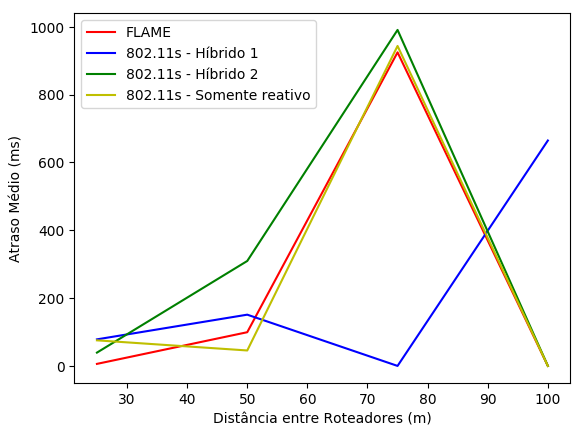 1000
800
600
400
200
0
Atraso Médio (ms)
FLAME
802.11s - Híbrido 1
802.11s - Híbrido 2
802.11s - Somente reativo
30 40 50 60 70 80 90 100
Distância entre Roteadores (m)